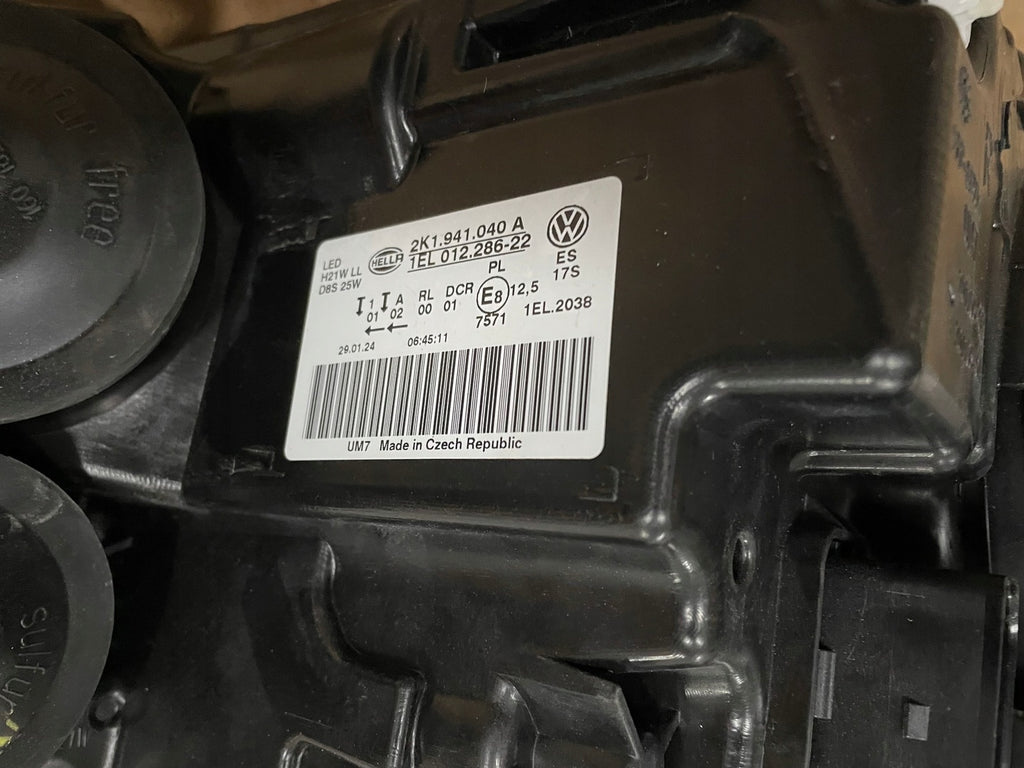 2K1.941.040 A
LED
HELLA
1EL 012.286-22
H21W LL
D8S 25W
PL
ES
17S
1 A RL DCR E8 12,5
01 02 00 01
7571 1EL.2038
29.01.24 06:45:11
UM7 Made in Czech Republic
sulfur
free
sulfur